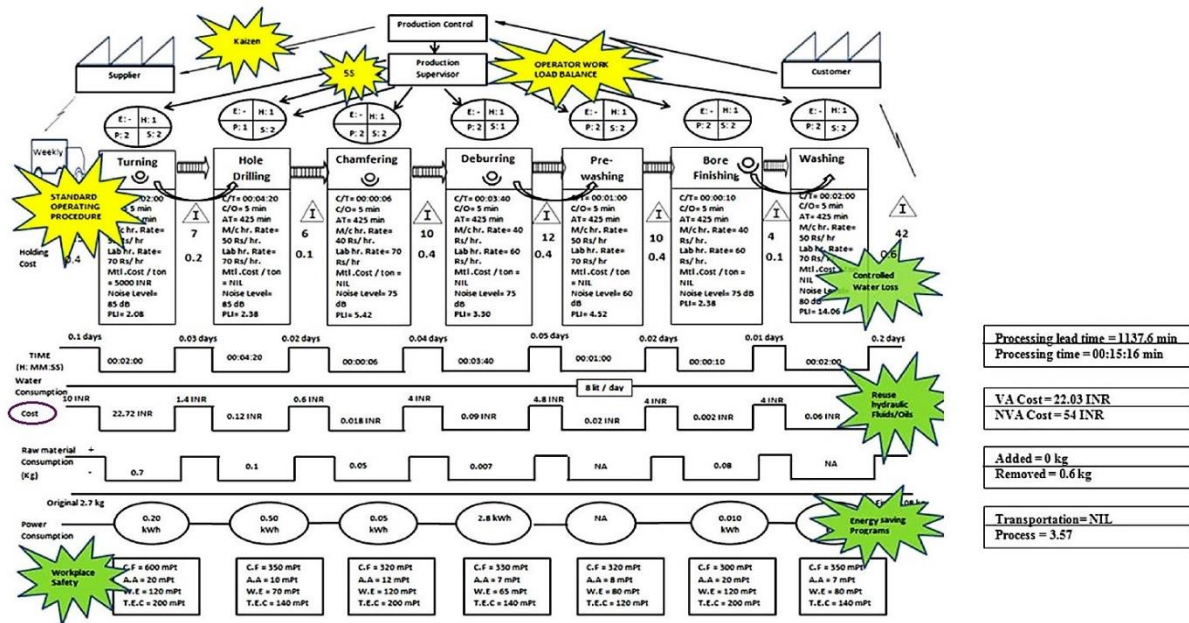 Production Control
Kaizen
Supplier
5S
Production
Supervisor
OPERATOR WORK
LOAD BALANCE
Customer
E: - H: 1
P: 2 S: 2
E: - H: 1
P: 1 S: 2
E: - H: 1
P: 2 S: 2
E: - H: 1
P: 2 S: 1
E: - H: 1
P: 2 S: 2
E: - H: 1
P: 2 S: 2
E: - H: 1
P: 2 S: 2
Weekly
STANDARD
OPERATING
PROCEDURE
Holding
Cost
0.4
Turning
00:02:00
5 min
425 min
M/c hr. Rate=
Rs/ hr
Lab hr. Rate=
70 Rs/ hr
Mtl.Cost / ton
= 5000 INR
Noise Level=
85 dB
PLI= 2.08
I
7
0.2
Hole
Drilling
C/T= 00:04:20
C/O= 5 min
AT= 425 min
M/c hr. Rate=
50 Rs/ hr.
Lab hr. Rate=
70 Rs/ hr.
Mtl.Cost / ton
= NIL
Noise Level=
85 dB
PLI= 2.38
I
6
0.1
Chamfering
C/T= 00:00:06
C/O= 5 min
AT= 425 min
M/c hr. Rate=
40 Rs/ hr.
Lab hr. Rate= 70
Rs/ hr
Mtl .Cost / ton =
NIL
Noise Level= 75
dB
PLI= 5.42
I
10
0.4
Deburring
C/T= 00:03:40
C/O= 5 min
AT= 425 min
M/c hr. Rate= 40
Rs/ hr.
Lab hr. Rate= 60
Rs/ hr.
Mtl.Cost / ton =
NIL
Noise Level= 75
dB
PLI= 3.30
I
12
0.4
Pre-
washing
C/T= 00:01:00
C/O= 5 min
AT= 425 min
M/c hr. Rate=
50 Rs/ hr.
Lab hr. Rate=
70 Rs/ hr.
Mtl.Cost / ton =
NIL
Noise Level= 60
dB
PLI= 4.52
I
10
0.4
Bore
Finishing
C/T= 00:00:10
C/O= 5 min
AT= 425 min
M/c hr. Rate= 40
Rs/ hr.
Lab hr. Rate= 60
Rs/ hr.
Mtl .Cost / ton =
NIL
Noise Level= 75 dB
PLI= 2.38
I
4
0.1
Washing
C/T= 00:02:00
C/O= 5 min
AT= 425 min
M/c hr. Rate=
50 Rs/ hr.
Lab hr. Rate=
70 Rs/ hr.
Mtl .Cost / ton
NIL
Noise Level=
80 dB
PLI= 14.06
I
42
Controlled
Water Loss
0.1 days
0.03 days
0.02 days
0.04 days
0.05 days
0.02 days
0.01 days
0.2 days
TIME
(H: MM:SS)
00:02:00
00:04:20
00:00:06
00:03:40
00:01:00
00:00:10
00:02:00
Water
Consumption
8 lit / day
10 INR
1.4 INR
0.6 INR
4 INR
4.8 INR
4 INR
4 INR
Cost
22.72 INR
0.12 INR
0.018 INR
0.09 INR
0.02 INR
0.002 INR
0.06 INR
Reuse
hydraulic
Fluids/Oils
Raw material +
Consumption
(Kg) -
0.7
0.1
0.05
0.007
NA
0.08
NA
Original 2.7 kg
kg
Power
Consumption
0.20
kWh
0.50
kWh
0.05
kWh
2.8 kWh
NA
0.010
kWh
Energy saving
Programs
Workplace
Safety
C.F = 600 mPt
A.A = 20 mPt
W.E = 120 mPt
T.E.C = 200 mPt
C.F = 350 mPt
A.A = 10 mPt
W.E = 70 mPt
T.E.C = 140 mPt
C.F = 320 mPt
A.A = 12 mPt
W.E = 120 mPt
T.E.C = 200 mPt
C.F = 330 mPt
A.A = 7 mPt
W.E = 65 mPt
T.E.C = 140 mPt
C.F = 320 mPt
A.A = 8 mPt
W.E = 80 mPt
T.E.C = 120 mPt
C.F = 300 mPt
A.A = 20 mPt
W.E = 120 mPt
T.E.C = 200 mPt
C.F = 350 mPt
A.A = 7 mPt
W.E = 80 mPt
T.E.C = 140 mPt
Processing lead time = 1137.6 min
Processing time = 00:15:16 min
VA Cost = 22.03 INR
NVA Cost = 54 INR
Added = 0 kg
Removed = 0.6 kg
Transportation= NIL
Process = 3.57